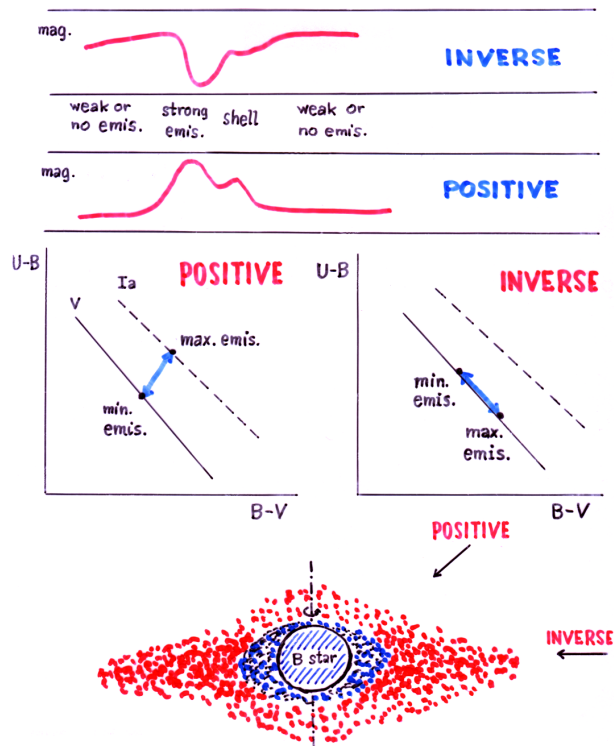 mag.
INVERSE
weak or
no emis.
strong
emis.
shell
weak or
no emis.
mag.
POSITIVE
U-B
POSITIVE
V
Ia
max. emis.
min.
emis.
B-V
U-B
INVERSE
min.
emis.
max.
emis.
B-V
POSITIVE
B star
INVERSE